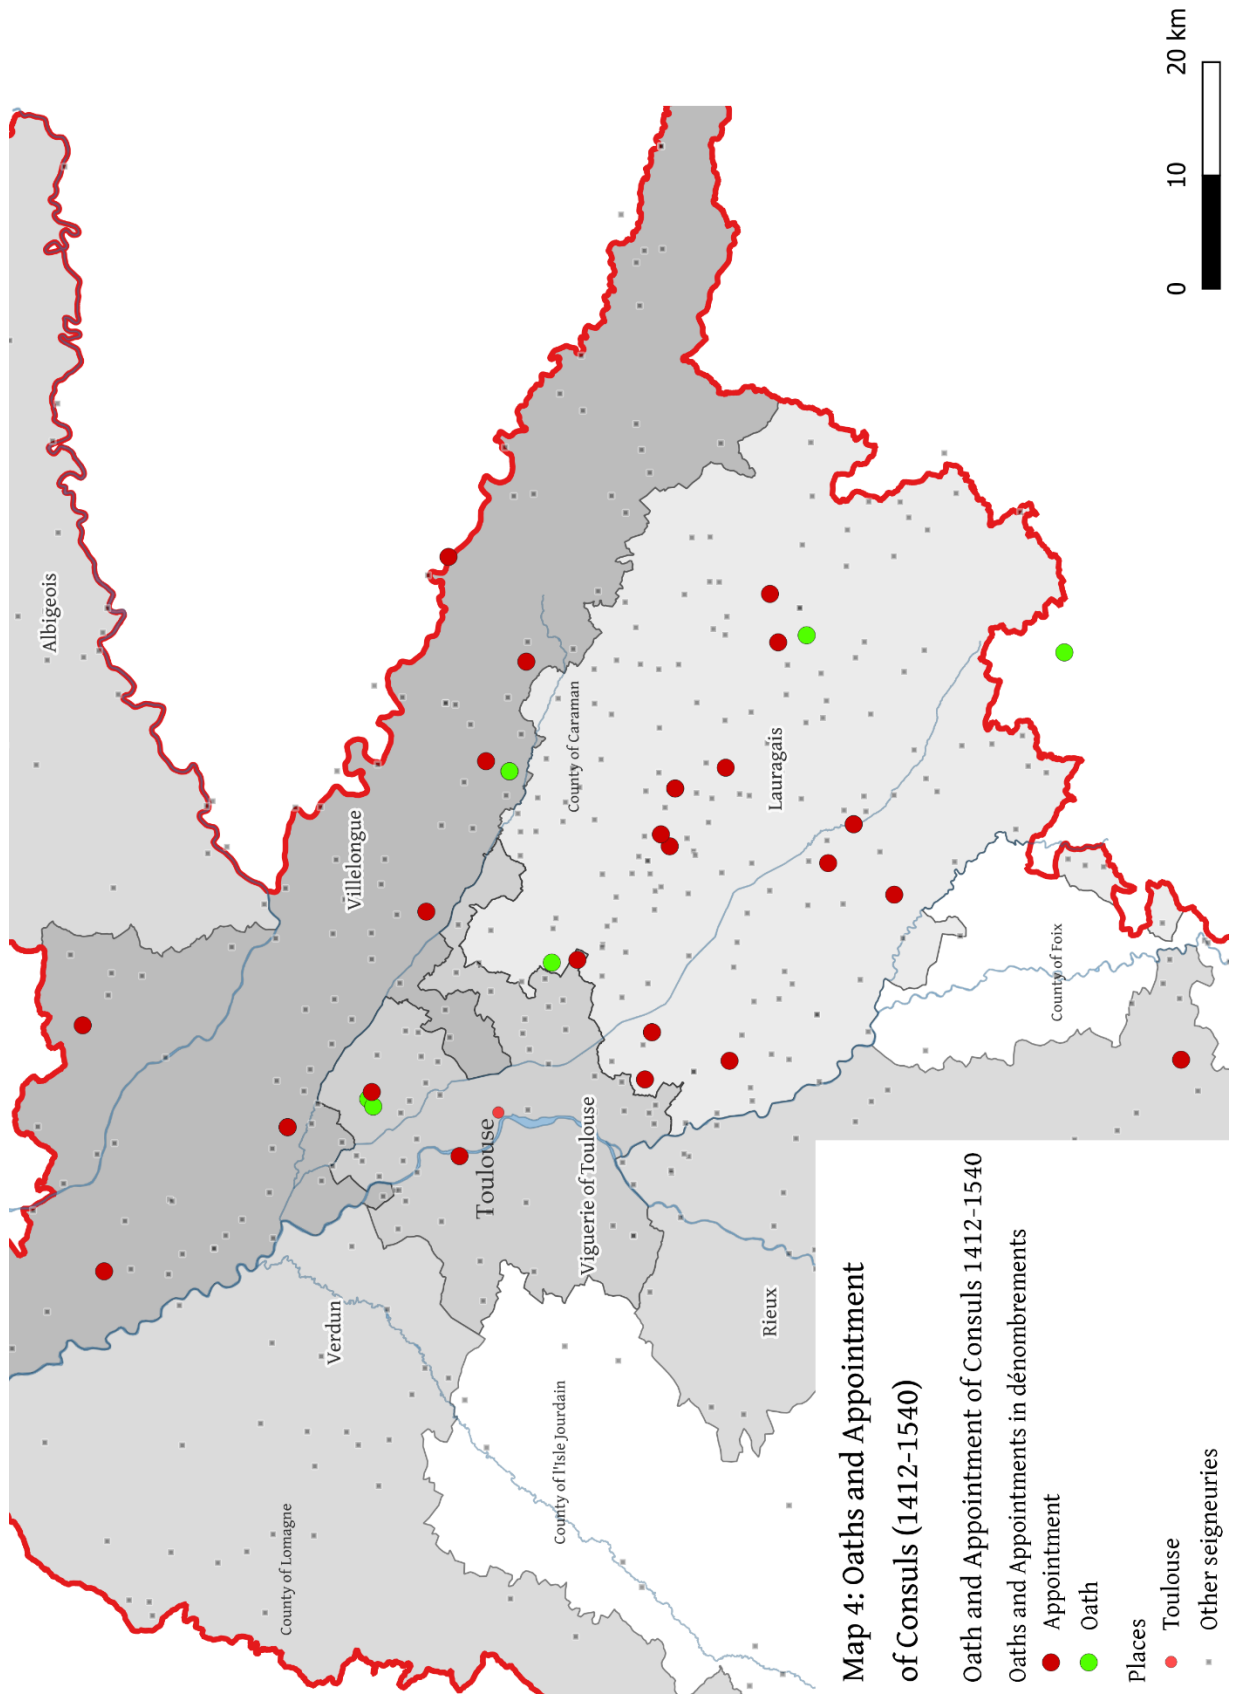 Albigeois
Villelongue
County of Caraman
Lauragais
County of Foix
Toulouse
Viguerie of Toulouse
Verdun
Rieux
County of l'Isle Jourdain
County of Lomagne
Map 4: Oaths and Appointment
of Consuls (1412-1540)
Oath and Appointment of Consuls 1412-1540
Oaths and Appointments in dénombrements
Appointment
Oath
Places
Toulouse
Other seigneuries
0 10 20 km